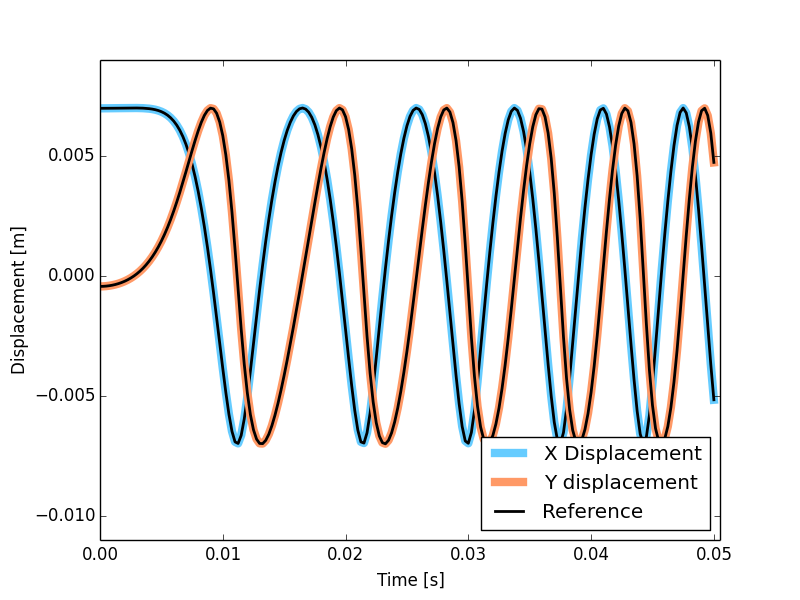 Displacement [m]
0.005
0.000
−0.005
−0.010
X Displacement
Y displacement
Reference
0.00 0.01 0.02 0.03 0.04 0.05
Time [s]